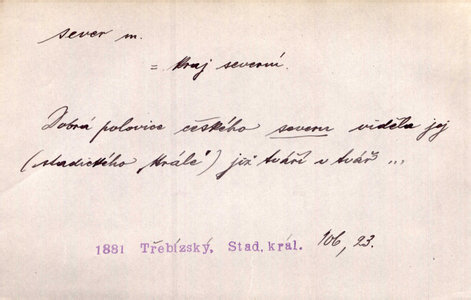 sever m.
= kraj severní.
Dobrá polovice českého severu viděla jej
(stadického krále) již tváří v tvář ...
1881 Třebízský, Stad. král. 106, 23.